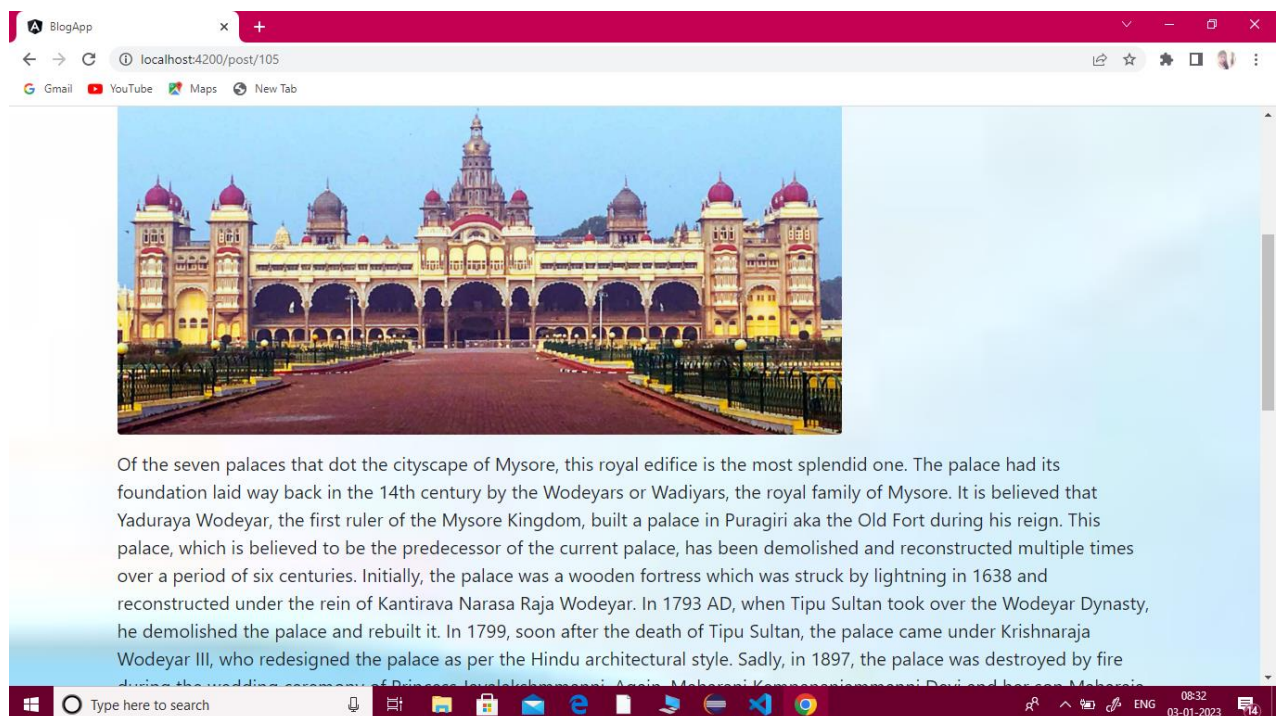 BlogApp
localhost:4200/post/105
Gmail YouTube Maps New Tab
Of the seven palaces that dot the cityscape of Mysore, this royal edifice is the most splendid one. The palace had its
foundation laid way back in the 14th century by the Wodeyars or Wadiyars, the royal family of Mysore. It is believed that
Yaduraya Wodeyar, the first ruler of the Mysore Kingdom, built a palace in Puragiri aka the Old Fort during his reign. This
palace, which is believed to be the predecessor of the current palace, has been demolished and reconstructed multiple times
over a period of six centuries. Initially, the palace was a wooden fortress which was struck by lightning in 1638 and
reconstructed under the rein of Kantirava Narasa Raja Wodeyar. In 1793 AD, when Tipu Sultan took over the Wodeyar Dynasty,
he demolished the palace and rebuilt it. In 1799, soon after the death of Tipu Sultan, the palace came under Krishnaraja
Wodeyar III, who redesigned the palace as per the Hindu architectural style. Sadly, in 1897, the palace was destroyed by fire
Type here to search
ENG
08:32
03-01-2023
14